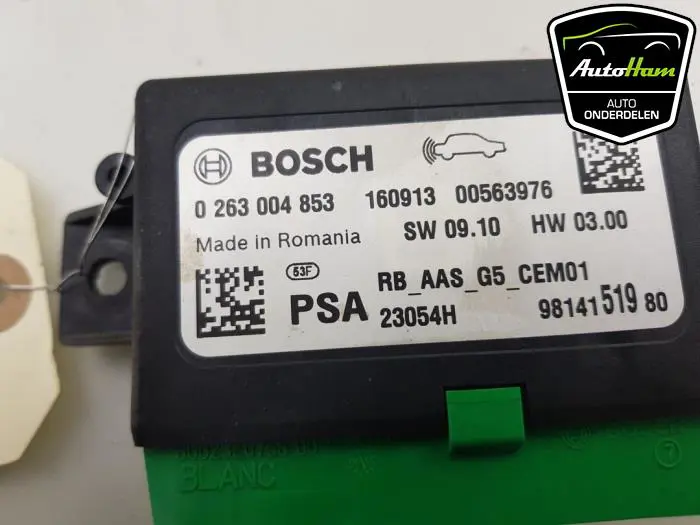 AutoHam
AUTO
ONDERDELEN
BOSCH
0 263 004 853
160913 00563976
Made in Romania
SW 09.10 HW 03.00
53F
RB_AAS_G5_CEM01
PSA
23054H
98141519 80
BLANC
7